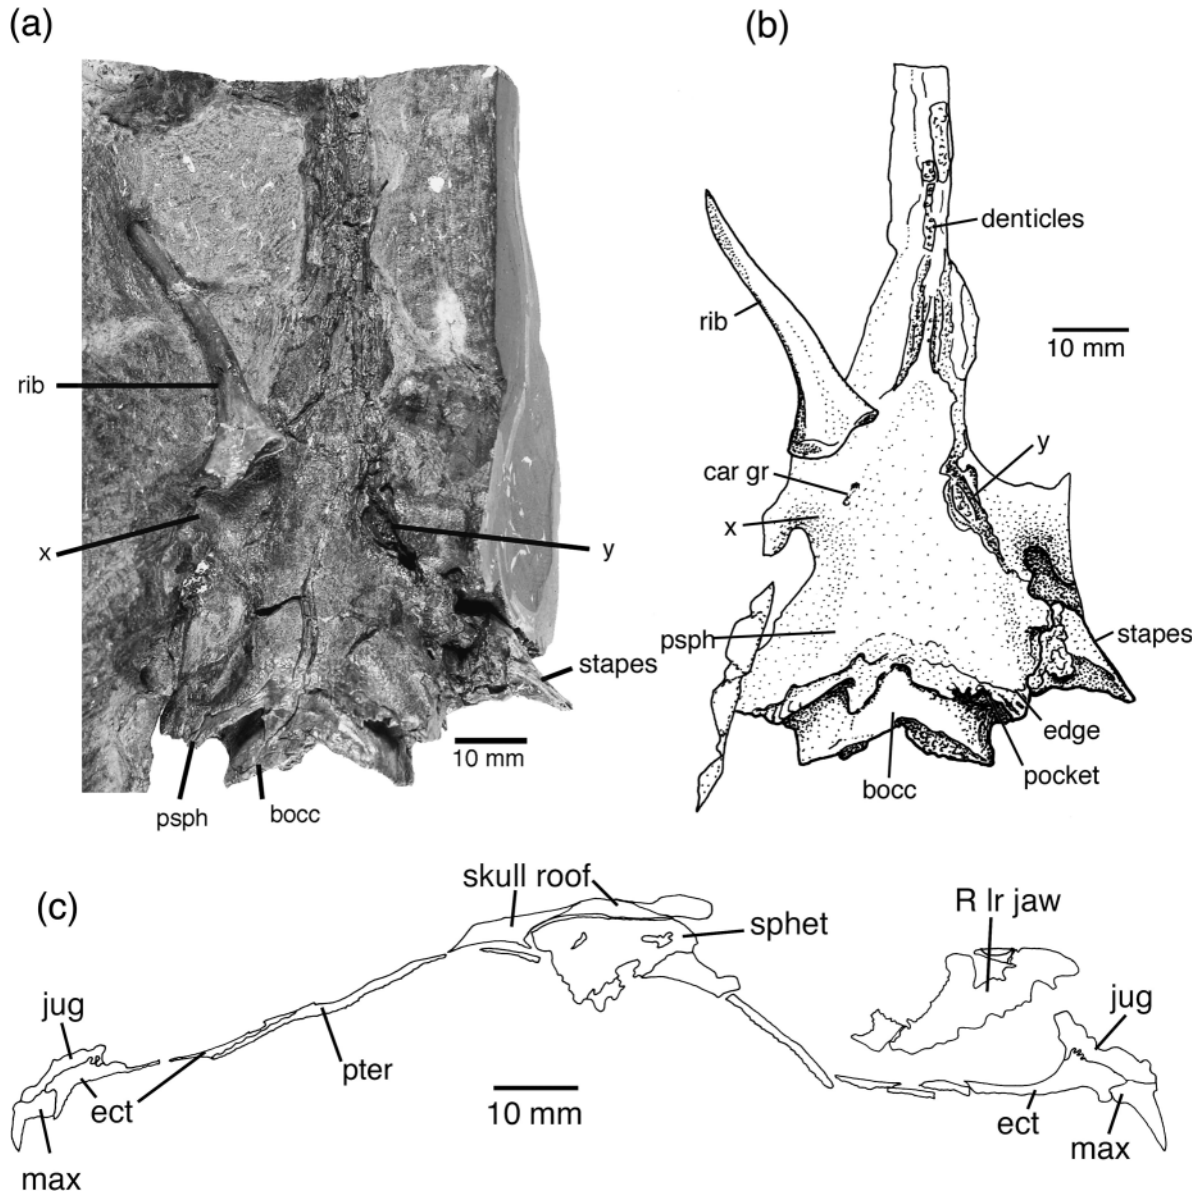 (a)
rib
x
y
stapes
10 mm
psph
bocc
(b)
denticles
rib
10 mm
car gr
y
x
psph
stapes
edge
pocket
bocc
(c)
skull roof
R lr jaw
sphet
jug
jug
pter
10 mm
ect
ect
max
max